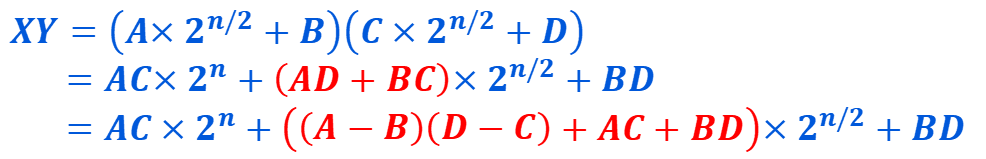 XY = (A× 2^{n/2} + B)(C × 2^{n/2} + D)
= AC× 2^n + (AD + BC)× 2^{n/2} + BD
= AC × 2^n + ((A − B)(D − C) + AC + BD)× 2^{n/2} + BD